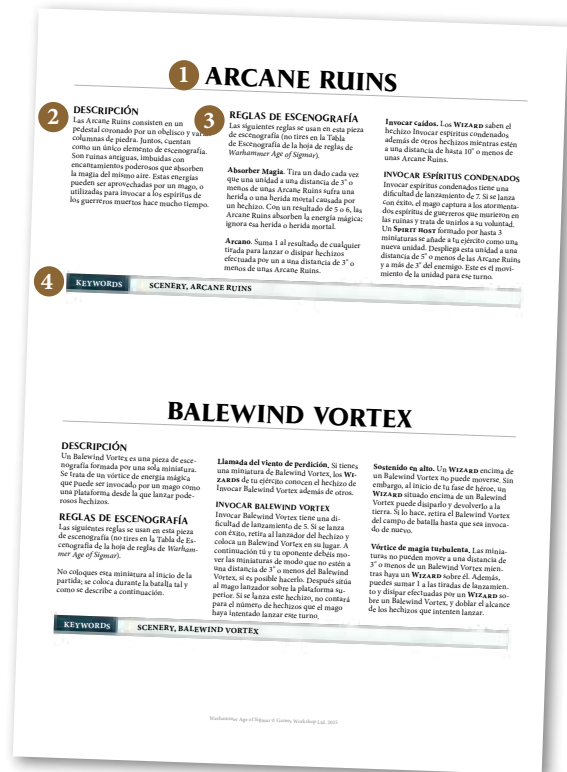 1 ARCANE RUINS
2 DESCRIPCIÓN
Las Arcane Ruins consisten en un
pedestal coronado por un obelisco y
columnas de piedra. Juntos, cuentan
como un único elemento de escenografía.
Son ruinas antiguas, imbuidas con
encantamientos poderosos que absorben
la magia del mismo aire. Estas energías
pueden ser aprovechadas por un mago, o
utilizadas para invocar a los espíritus de
los guerreros muertos hace mucho tiempo.
3 REGLAS DE ESCENOGRAFÍA
Las siguientes reglas se usan en esta pieza
de escenografía (no tires en la Tabla
de Escenografía de la hoja de reglas de
Warhammer Age of Sigmar).
Absorber Magia. Tira un dado cada vez
que una unidad a una distancia de 3" o
menos de unas Arcane Ruins sufra una
herida o una herida mortal causada por
un hechizo. Con un resultado de 5 o 6, las
Arcane Ruins absorben la energía mágica;
ignora esa herida o herida mortal.
Arcano. Suma 1 al resultado de cualquier
tirada para lanzar o disipar hechizos
efectuada por un a una distancia de 3" o
menos de unas Arcane Ruins.
Invocar caídos. Los WIZARD saben el
hechizo Invocar espíritus condenados
además de otros hechizos mientras estén
a una distancia de hasta 10" o menos de
unas Arcane Ruins.
INVOCAR ESPÍRITUS CONDENADOS
Invocar espíritus condenados tiene una
dificultad de lanzamiento de 7. Si se lanza
con éxito, el mago captura a los atormenta-
dos espíritus de guerreros que murieron en
las ruinas y trata de unirlos a su voluntad.
Un SPIRIT HOST formado por hasta 3
miniaturas se añade a tu ejército como una
nueva unidad. Despliega esta unidad a una
distancia de 5" o menos de las Arcane Ruins
y a más de 3" del enemigo. Este es el movi-
miento de la unidad para ese turno.
4 KEYWORDS SCENERY, ARCANE RUINS
BALEWIND VORTEX
DESCRIPCIÓN
Un Balewind Vortex es una pieza de esce-
nografía formada por una sola miniatura.
Se trata de un vórtice de energía mágica
que puede ser invocado por un mago como
una plataforma desde la que lanzar pode-
rosos hechizos.
REGLAS DE ESCENOGRAFÍA
Las siguientes reglas se usan en esta pieza
de escenografía (no tires en la Tabla de Es-
cenografía de la hoja de reglas de Warham-
mer Age of Sigmar).
No coloques esta miniatura al inicio de la
partida; se coloca durante la batalla tal y
como se describe a continuación.
Llamada del viento de perdición. Si tienes
una miniatura de Balewind Vortex, los WI-
ZARDS de tu ejército conocen el hechizo de
Invocar Balewind Vortex además de otros.
INVOCAR BALEWIND VORTEX
Invocar Balewind Vortex tiene una di-
ficultad de lanzamiento de 5. Si se lanza
con éxito, retira al lanzador del hechizo y
coloca un Balewind Vortex en su lugar. A
continuación tú y tu oponente debéis mo-
ver las miniaturas de modo que no estén a
una distancia de 3" o menos del Balewind
Vortex, si es posible hacerlo. Después sitúa
al mago lanzador sobre la plataforma su-
perior. Si se lanza este hechizo, no contará
para el número de hechizos que el mago
haya intentado lanzar este turno.
Sostenido en alto. Un WIZARD encima de
un Balewind Vortex no puede moverse. Sin
embargo, al inicio de tu fase de héroe, un
WIZARD situado encima de un Balewind
Vortex puede disiparlo y devolverlo a la
tierra. Si lo hace, retira el Balewind Vortex
del campo de batalla hasta que sea invoca-
do de nuevo.
Vórtice de magia turbulenta. Las minia-
turas no pueden mover a una distancia de
3" o menos de un Balewind Vortex mien-
tras haya un WIZARD sobre él. Además,
puedes sumar 1 a las tiradas de lanzamien-
to y disipar efectuadas por un WIZARD so-
bre un Balewind Vortex, y doblar el alcance
de los hechizos que intenten lanzar.
KEYWORDS SCENERY, BALEWIND VORTEX
Warhammer Age of Sigmar © Games Workshop Ltd. 2015